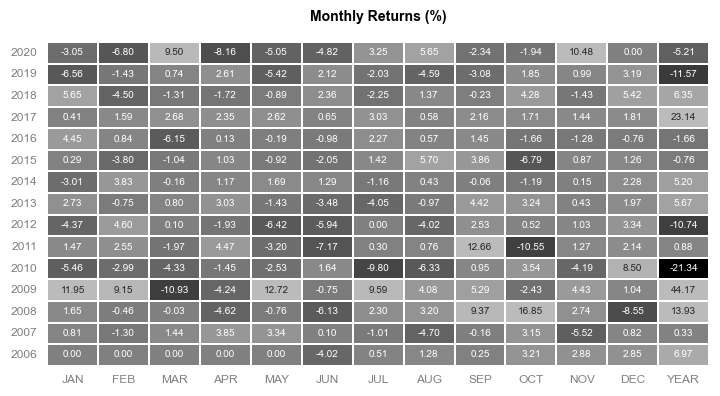 Monthly Returns (%)
2020 -3.05 -6.80 9.50 -8.16 -5.05 -4.82 3.25 5.65 -2.34 -1.94 10.48 0.00 -5.21
2019 -6.56 -1.43 0.74 2.61 -5.42 2.12 -2.03 -4.59 -3.08 1.85 0.99 3.19 -11.57
2018 5.65 -4.50 -1.31 -1.72 -0.89 2.36 -2.25 1.37 -0.23 4.28 -1.43 5.42 6.35
2017 0.41 1.59 2.68 2.35 2.62 0.65 3.03 0.58 2.16 1.71 1.44 1.81 23.14
2016 4.45 0.84 -6.15 0.13 -0.19 -0.98 2.27 0.57 1.45 -1.66 -1.28 -0.76 -1.66
2015 0.29 -3.80 -1.04 1.03 -0.92 -2.05 1.42 5.70 3.86 -6.79 0.87 1.26 -0.76
2014 -3.01 3.83 -0.16 1.17 1.69 1.29 -1.16 0.43 -0.06 -1.19 0.15 2.28 5.20
2013 2.73 -0.75 0.80 3.03 -1.43 -3.48 -4.05 -0.97 4.42 3.24 0.43 1.97 5.67
2012 -4.37 4.60 0.10 -1.93 -6.42 -5.94 0.00 -4.02 2.53 0.52 1.03 3.34 -10.74
2011 1.47 2.55 -1.97 4.47 -3.20 -7.17 0.30 0.76 12.66 -10.55 1.27 2.14 0.88
2010 -5.46 -2.99 -4.33 -1.45 -2.53 1.64 -9.80 -6.33 0.95 3.54 -4.19 8.50 -21.34
2009 11.95 9.15 -10.93 -4.24 12.72 -0.75 9.59 4.08 5.29 -2.43 4.43 1.04 44.17
2008 1.65 -0.46 -0.03 -4.62 -0.76 -6.13 2.30 3.20 9.37 16.85 2.74 -8.55 13.93
2007 0.81 -1.30 1.44 3.85 3.34 0.10 -1.01 -4.70 -0.16 3.15 -5.52 0.82 0.33
2006 0.00 0.00 0.00 0.00 0.00 -4.02 0.51 1.28 0.25 3.21 2.88 2.85 6.97
JAN FEB MAR APR MAY JUN JUL AUG SEP OCT NOV DEC YEAR